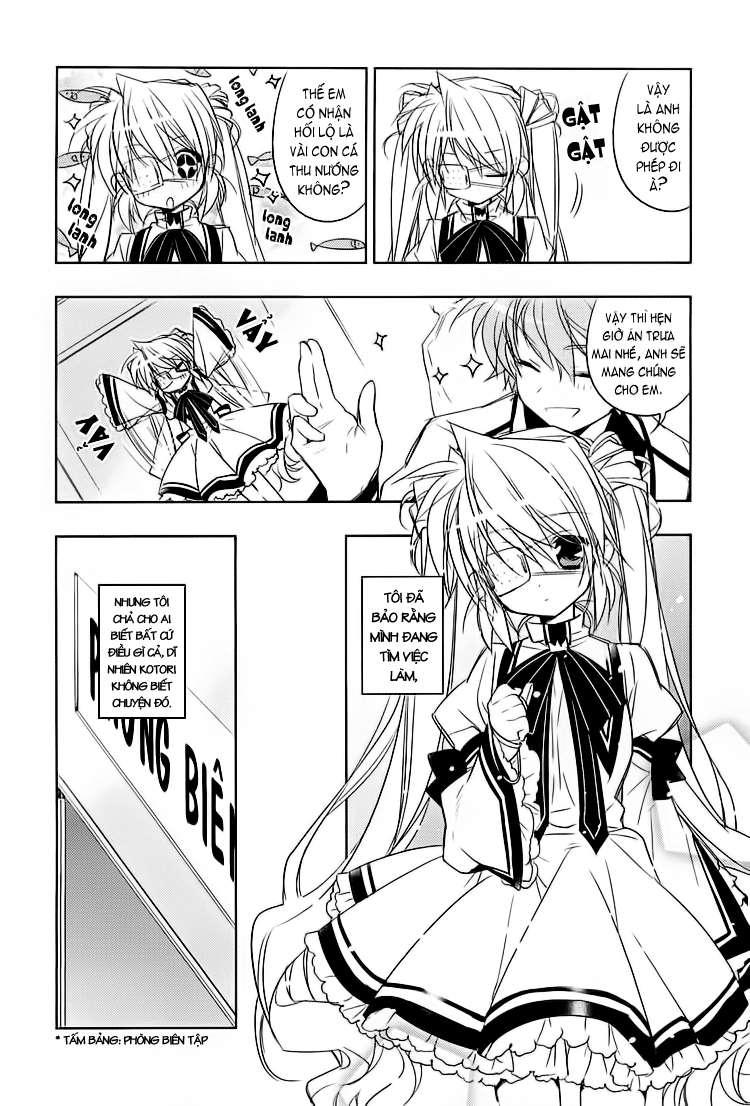 VẬY
LÀ ANH
KHÔNG
ĐƯỢC
PHÉP ĐI
À?
GẬT
GẬT
THẾ EM
CÓ NHẬN
HỐI LỘ LÀ
VÀI CON CÁ
THU NƯỚNG
KHÔNG?
long lanh
long lanh
long lanh
VẬY THÌ HẸN
GIỜ ĂN TRƯA
MAI NHÉ, ANH SẼ
MANG CHÚNG
CHO EM.
VẨY
VẨY
TÔI ĐÃ
BẢO RẰNG
MÌNH ĐANG
TÌM VIỆC
LÀM,
NHƯNG TÔI
CHẢ CHO AI
BIẾT BẤT CỨ
ĐIỀU GÌ CẢ, DĨ
NHIÊN KOTORI
KHÔNG BIẾT
CHUYỆN ĐÓ.
PHÒNG BIÊN
* TẤM BẢNG: PHÒNG BIÊN TẬP